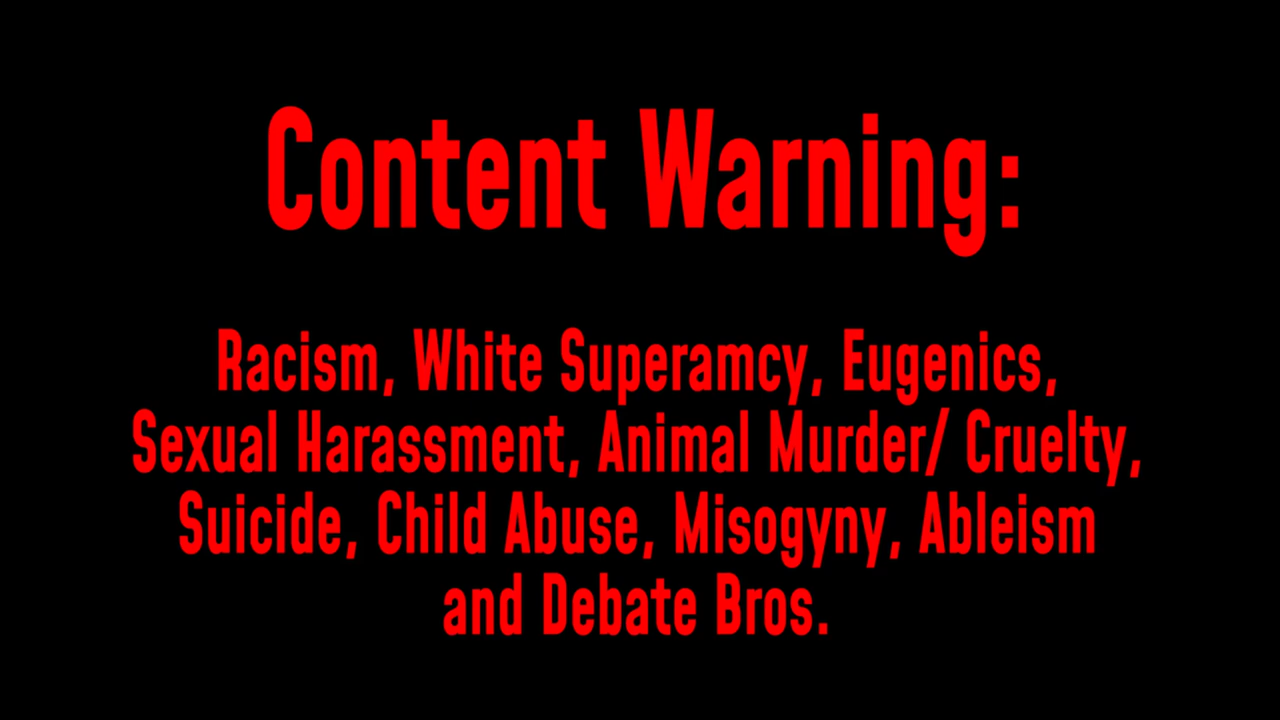 Content Warning:
Racism, White Superamcy, Eugenics,
Sexual Harassment, Animal Murder/ Cruelty,
Suicide, Child Abuse, Misogyny, Ableism
and Debate Bros.